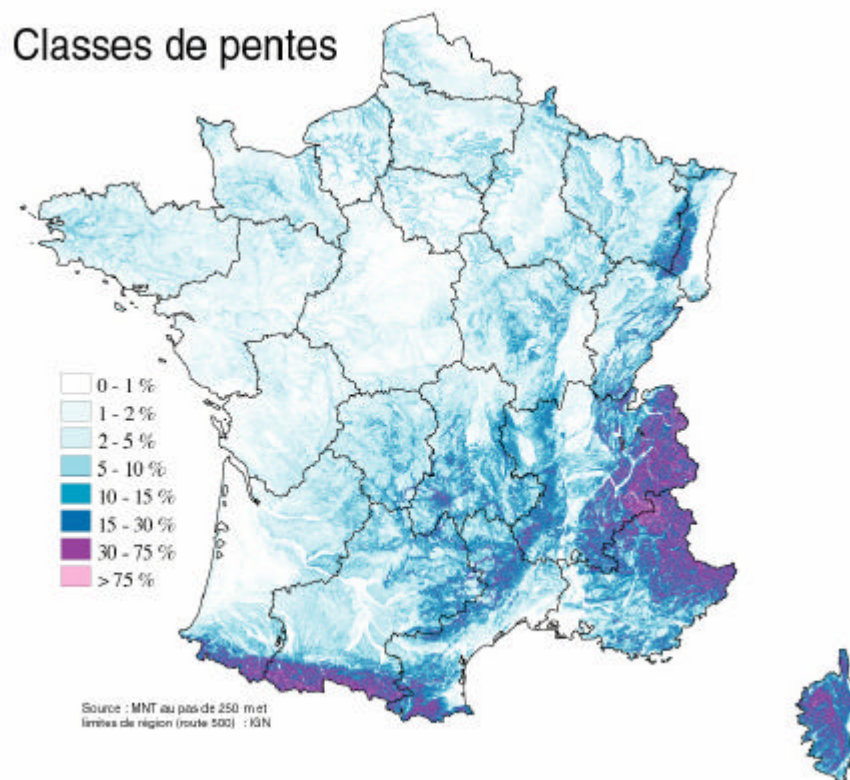 Classes de pentes
0 - 1 %
1 - 2 %
2 - 5 %
5 - 10 %
10 - 15 %
15 - 30 %
30 - 75 %
> 75 %
Source : MNT au pas de 250 m et
limites de région (route 500) : IGN